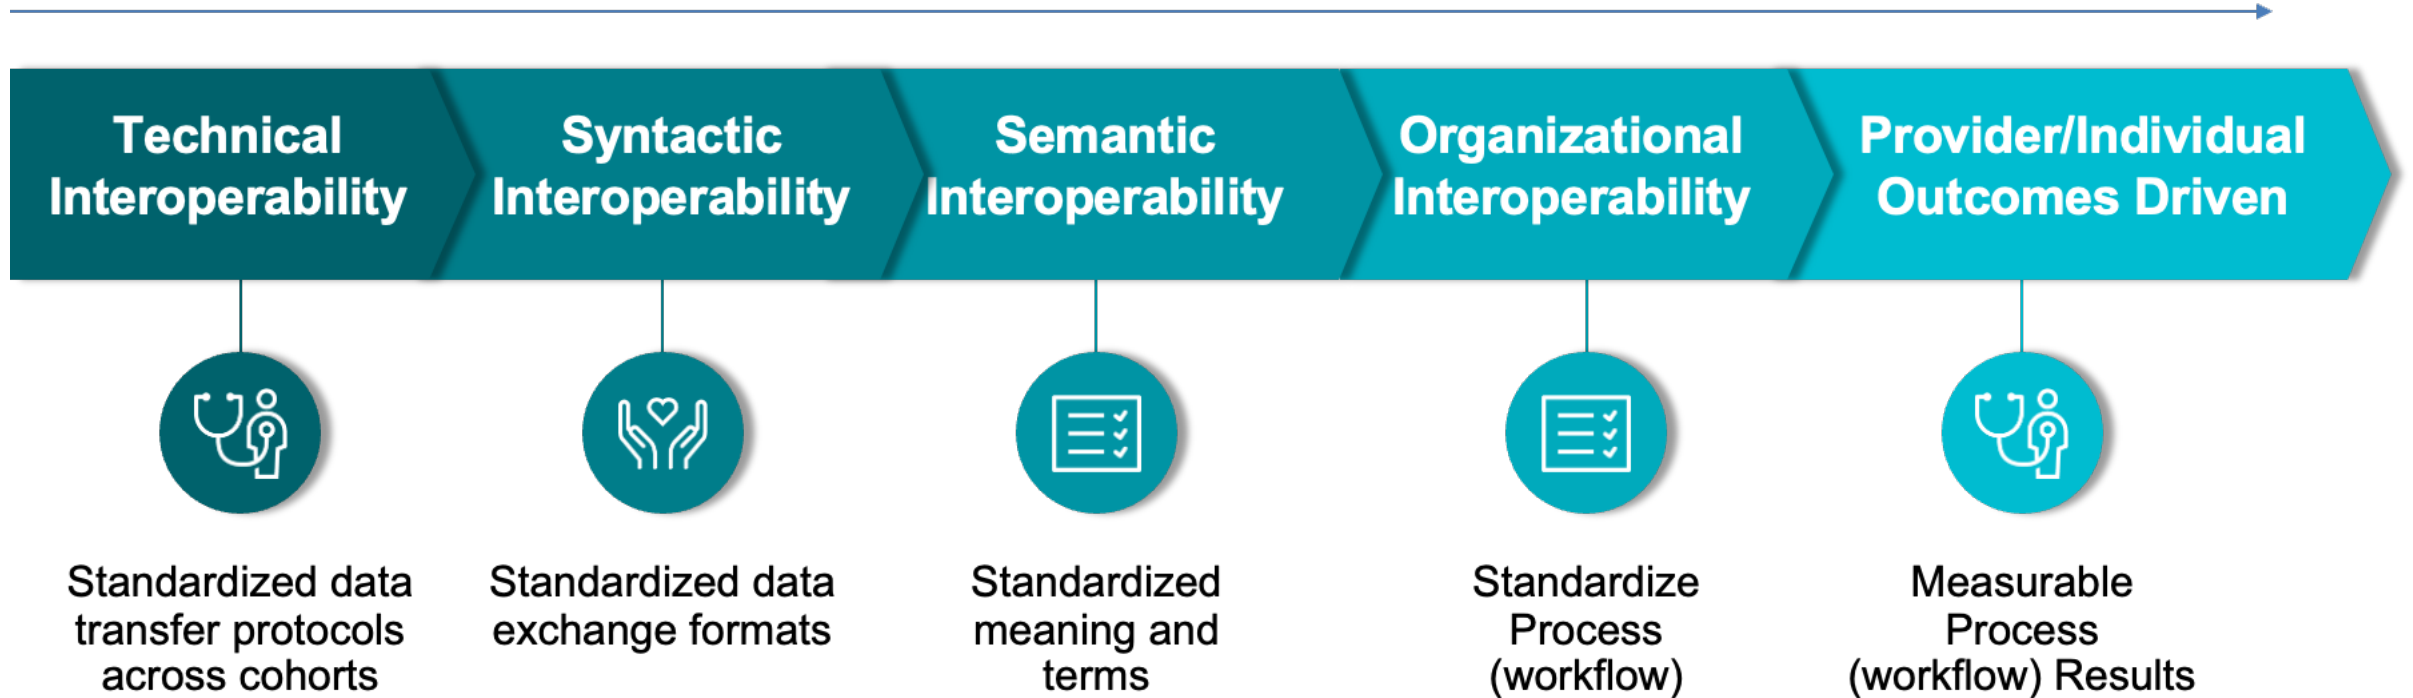 Technical
Interoperability
Syntactic
Interoperability
Semantic
Interoperability
Organizational
Interoperability
Provider/Individual
Outcomes Driven
Standardized data
transfer protocols
across cohorts
Standardized data
exchange formats
Standardized
meaning and
terms
Standardize
Process
(workflow)
Measurable
Process
(workflow) Results